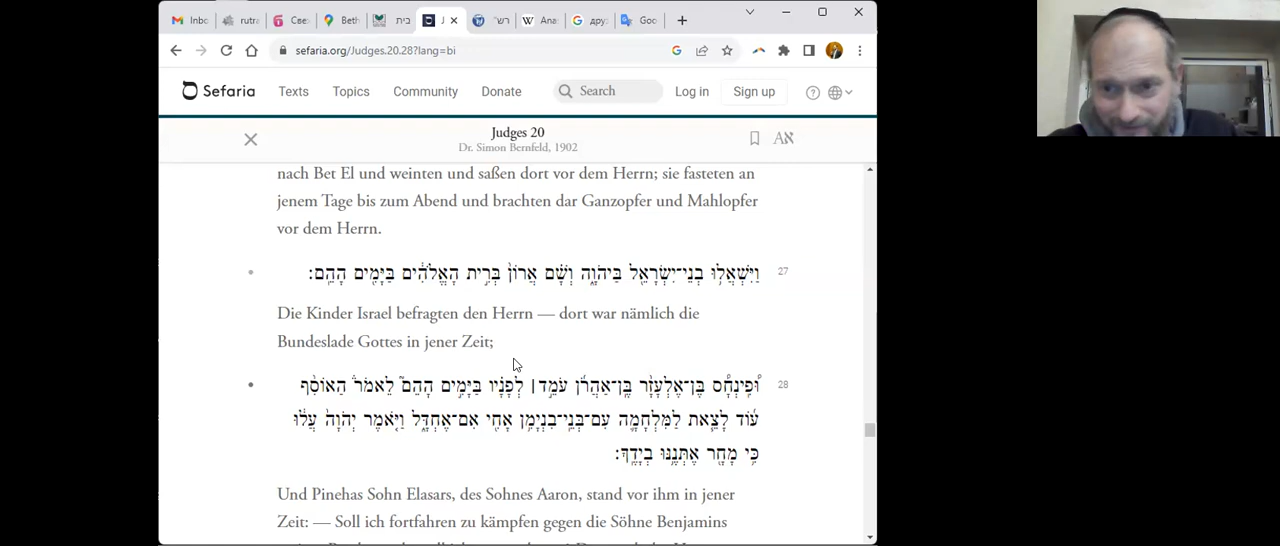 Inbo
rutra
Све
Beth
בית
J
רש"
Ana
друз
Goo
sefaria.org/Judges.20.28?lang=bi
Sefaria Texts Topics Community Donate Search Log in Sign up
Judges 20
Dr. Simon Bernfeld, 1902
nach Bet El und weinten und saßen dort vor dem Herrn; sie fasteten an
jenem Tage bis zum Abend und brachten dar Ganzopfer und Mahlopfer
vor dem Herrn.
27
וַיִּשְׁאֲל֥וּ בְנֵֽי־יִשְׂרָאֵ֖ל בַּיהֹוָ֑ה וְשָׁ֗ם אֲרוֹן֙ בְּרִ֣ית הָאֱלֹהִ֔ים בַּיָּמִ֖ים הָהֵֽם׃
Die Kinder Israel befragten den Herrn — dort war nämlich die
Bundeslade Gottes in jener Zeit;
28
וּ֠פִ֠ינְחָ֠ס בֶּן־אֶלְעָזָ֨ר בֶּֽן־אַהֲרֹ֜ן עֹמֵ֣ד ׀ לְפָנָ֗יו בַּיָּמִ֣ים הָהֵם֮ לֵאמֹר֒ הַאוֹסִ֨ף
ע֜וֹד לָצֵ֧את לַמִּלְחָמָ֛ה עִם־בְּנֵֽי־בִנְיָמִ֥ן אָחִ֖י אִם־אֶחְדָּ֑ל וַיֹּ֤אמֶר יְהֹוָה֙ עֲל֔וּ
כִּ֥י מָחָ֖ר אֶתְּנֶ֥נּוּ בְיָדֶֽךָ׃
Und Pinehas Sohn Elasars, des Sohnes Aaron, stand vor ihm in jener
Zeit: — Soll ich fortfahren zu kämpfen gegen die Söhne Benjamins